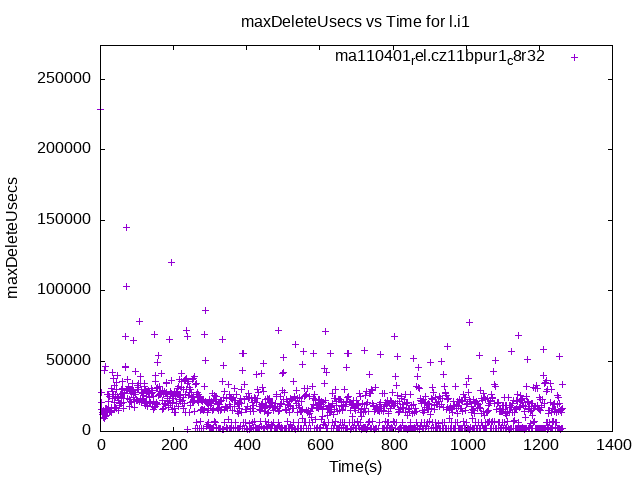 maxDeleteUsecs vs Time for l.i1
ma110401_rel.cz11bpur1_c8r32
250000
200000
150000
100000
50000
0
maxDeleteUsecs
0 200 400 600 800 1000 1200 1400
Time(s)